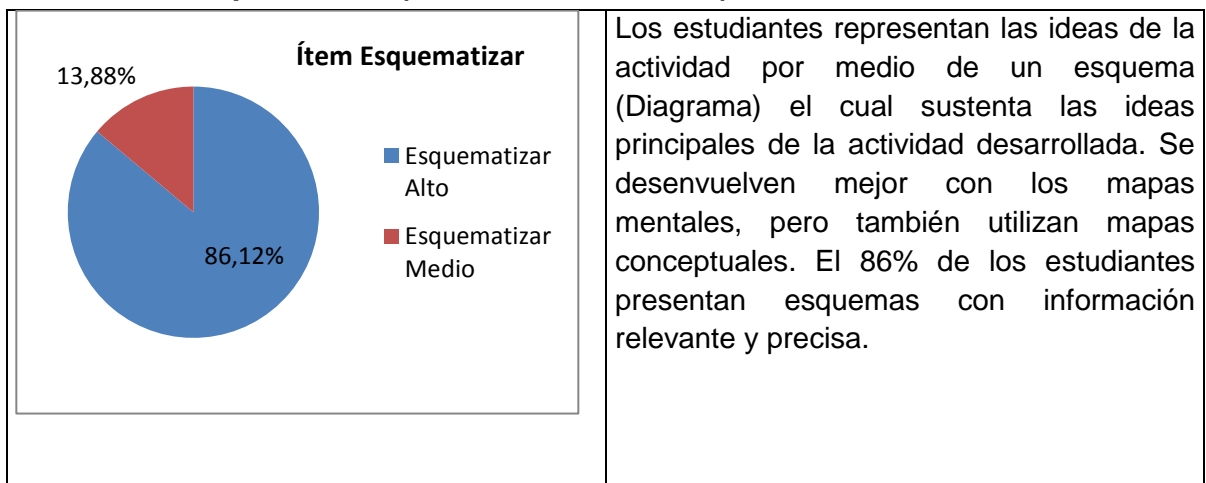 Ítem Esquematizar
13,88%
Esquematizar
Alto
Esquematizar
Medio
86,12%
Los estudiantes representan las ideas de la
actividad por medio de un esquema
(Diagrama) el cual sustenta las ideas
principales de la actividad desarrollada. Se
desenvuelven mejor con los mapas
mentales, pero también utilizan mapas
conceptuales. El 86% de los estudiantes
presentan esquemas con información
relevante y precisa.